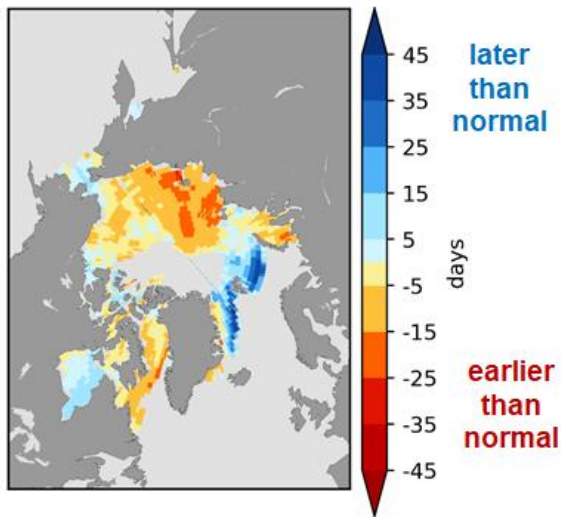 45
35
25
15
5
-5
-15
-25
-35
-45
days
later
than
normal
earlier
than
normal